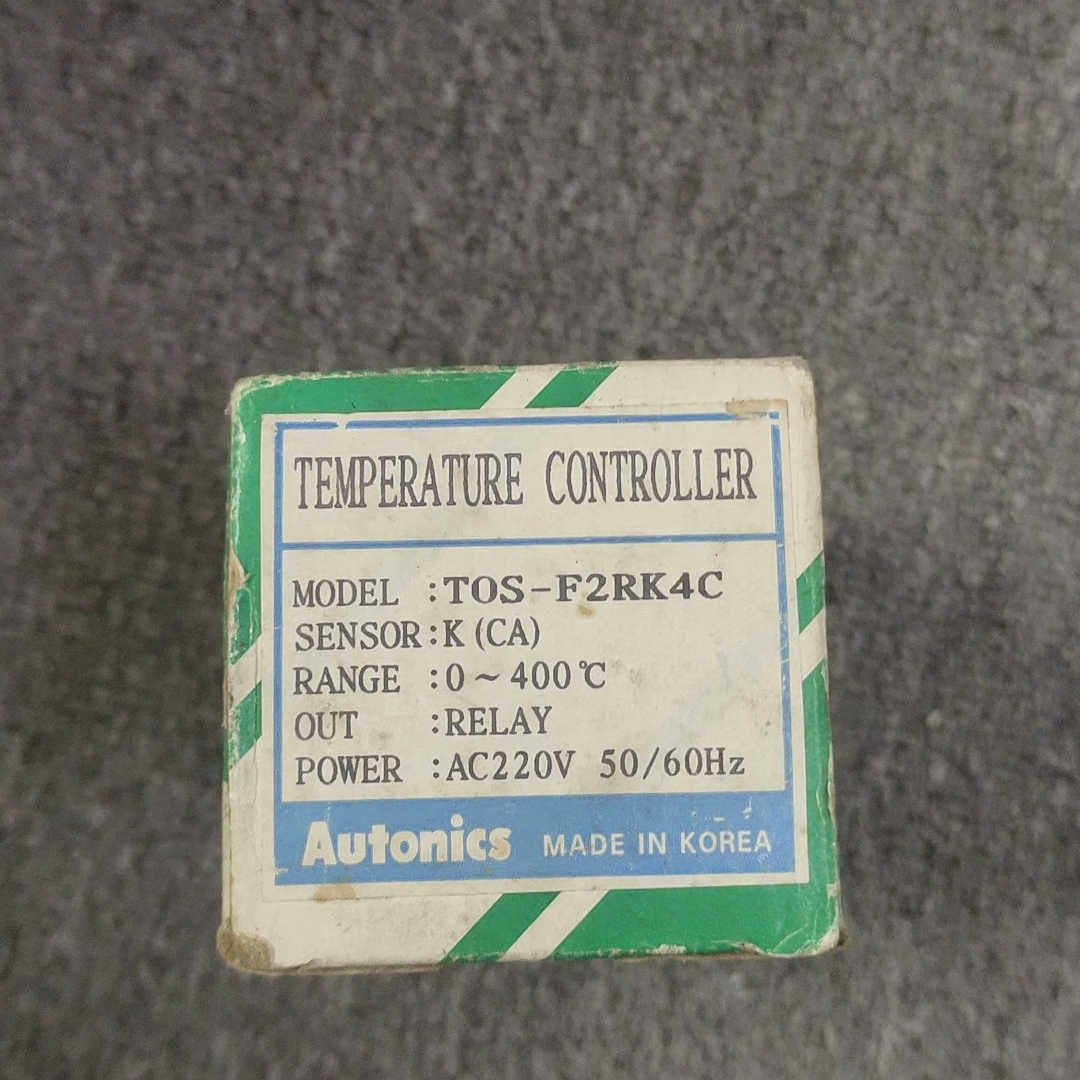 TEMPERATURE CONTROLLER
MODEL :TOS-F2RK4C
SENSOR:K(CA)
RANGE :0~400℃
OUT :RELAY
POWER :AC220V 50/60Hz
Autonics MADE IN KOREA